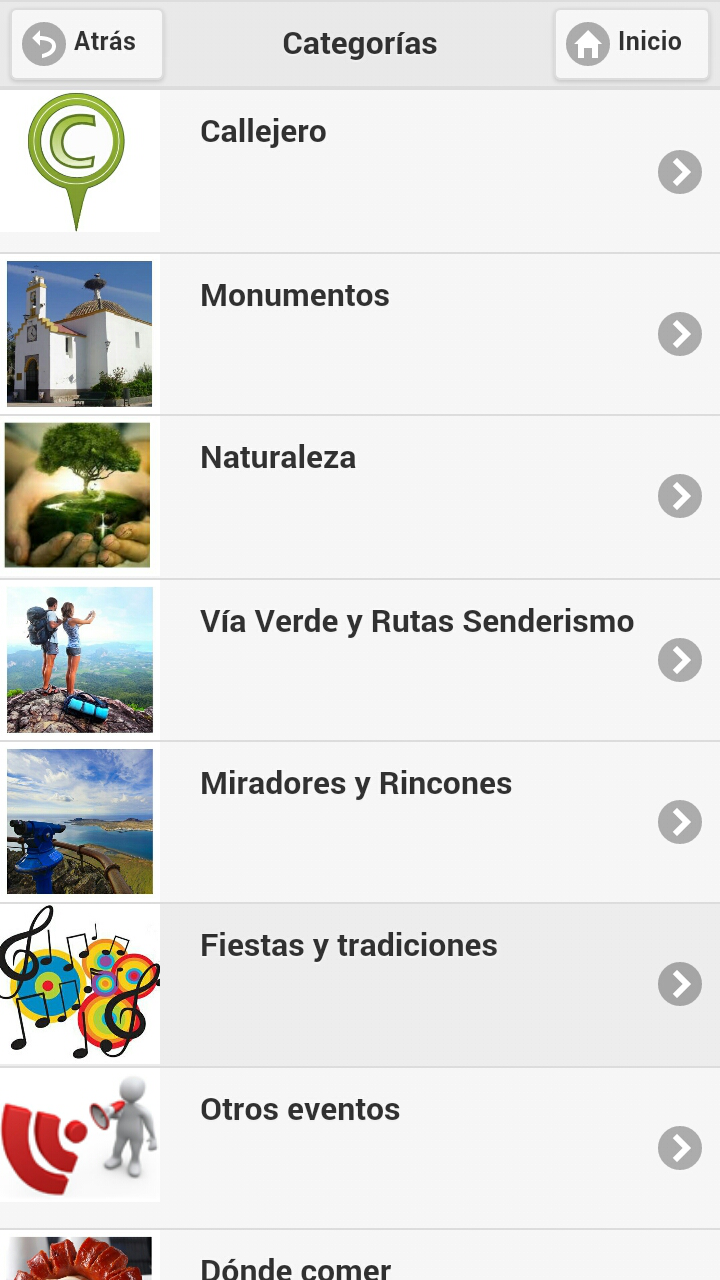 Atrás
Categorías
Inicio
C
Callejero
Monumentos
Naturaleza
Vía Verde y Rutas Senderismo
Miradores y Rincones
Fiestas y tradiciones
Otros eventos
Dónde comer